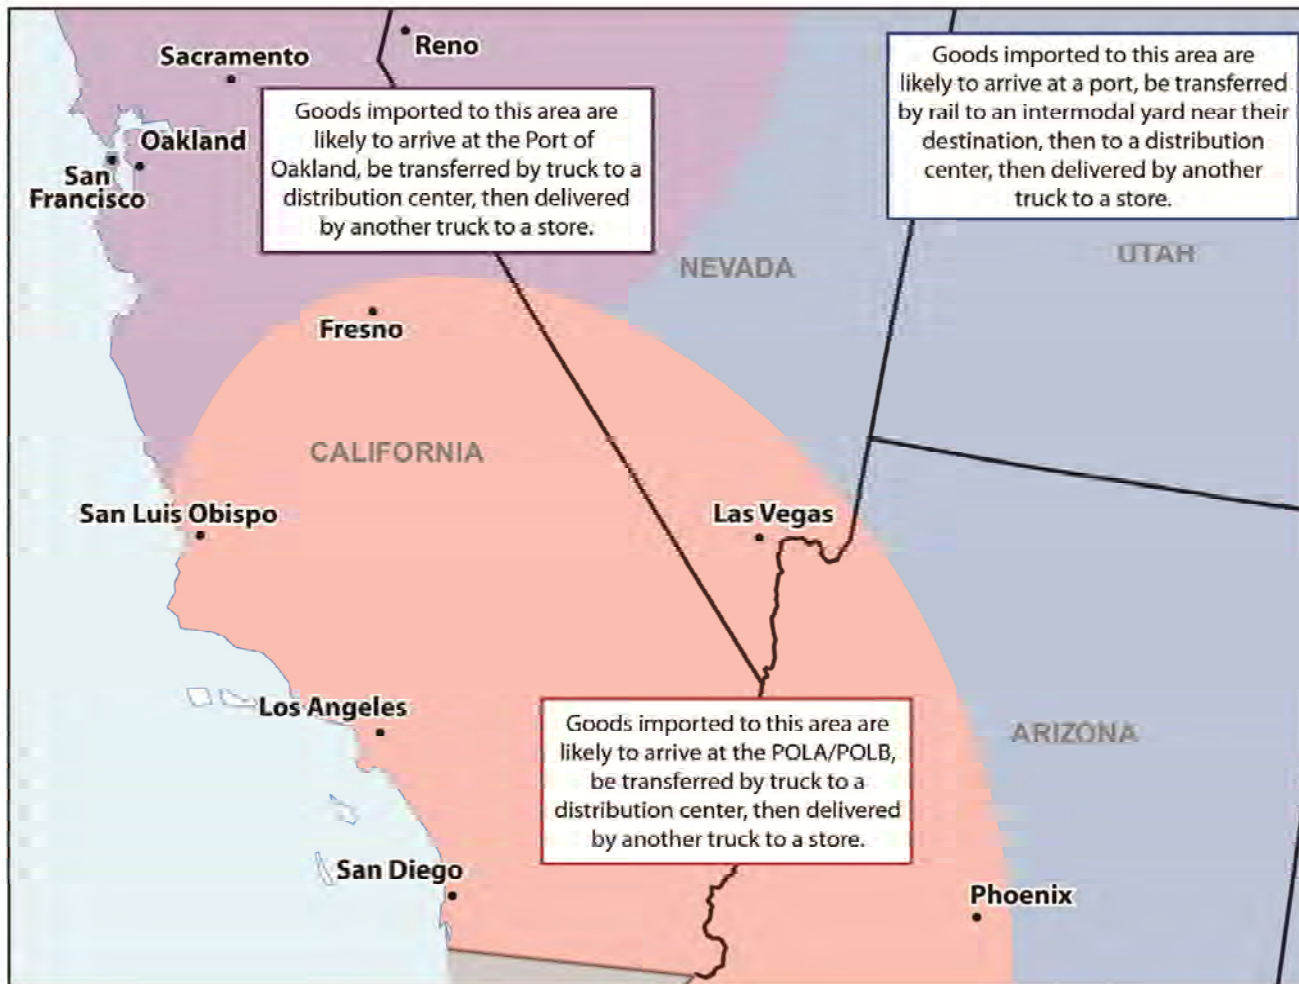 Reno
Sacramento
Goods imported to this area are
likely to arrive at the Port of
Oakland, be transferred by truck to a
distribution center, then delivered
by another truck to a store.
Goods imported to this area are
likely to arrive at a port, be transferred
by rail to an intermodal yard near their
destination, then to a distribution
center, then delivered by another
truck to a store.
Oakland
San
Francisco
NEVADA
UTAH
Fresno
CALIFORNIA
San Luis Obispo
Las Vegas
Los Angeles
Goods imported to this area are
likely to arrive at the POLA/POLB,
be transferred by truck to a
distribution center, then delivered
by another truck to a store.
ARIZONA
San Diego
Phoenix